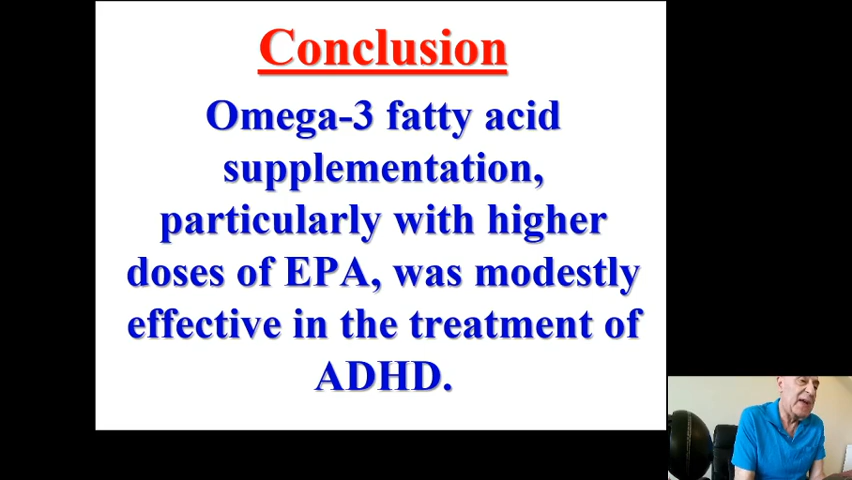 Conclusion
Omega-3 fatty acid
supplementation,
particularly with higher
doses of EPA, was modestly
effective in the treatment of
ADHD.